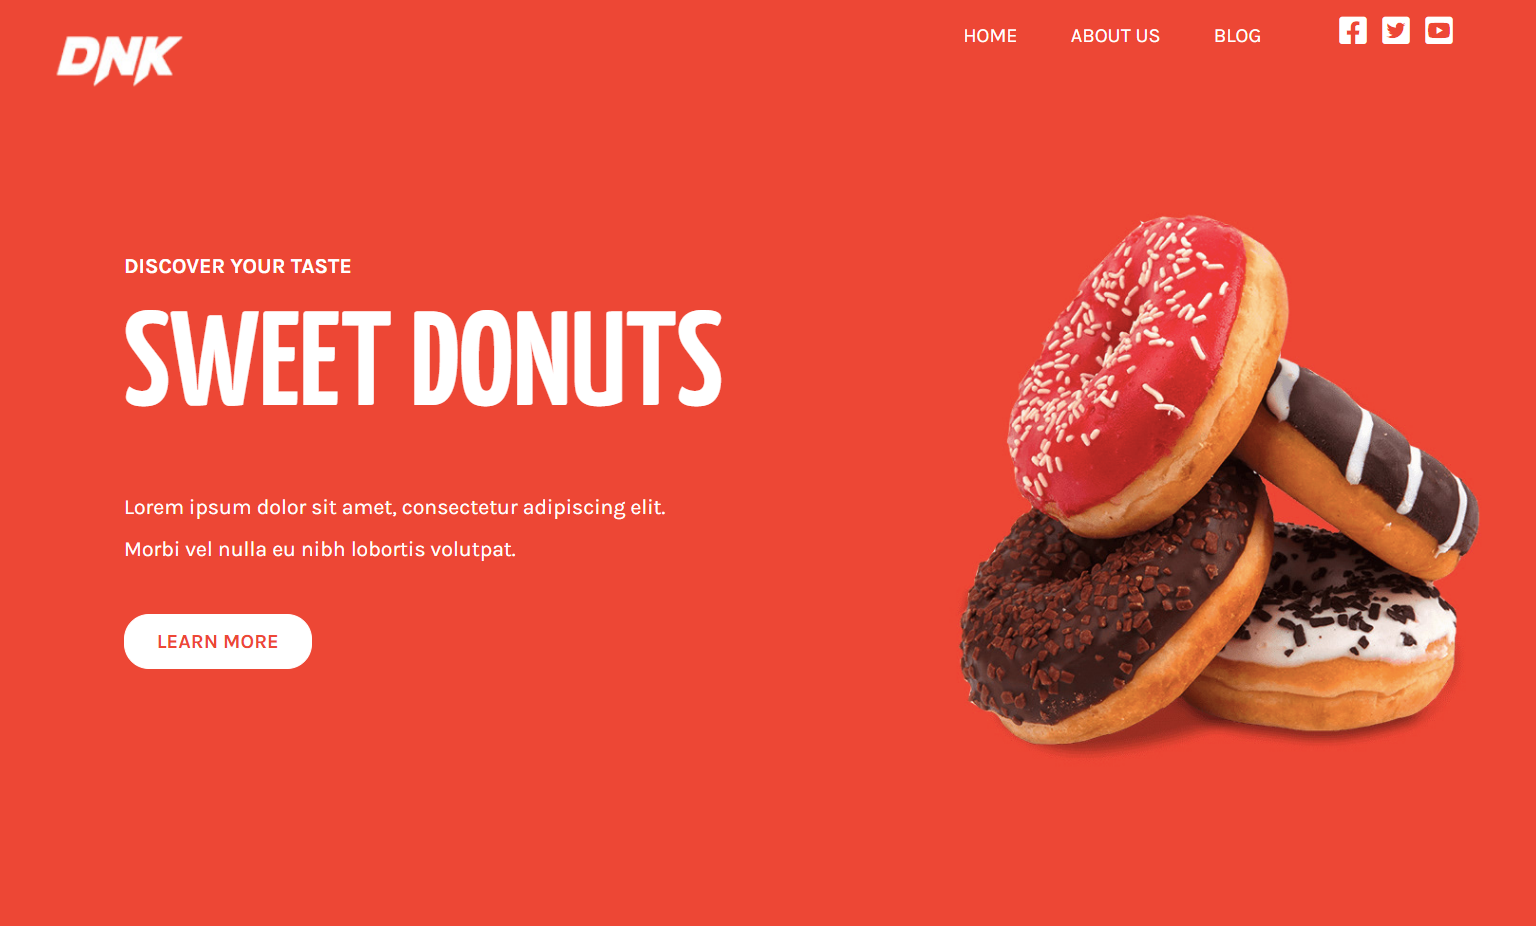 DNK
HOME ABOUT US BLOG
DISCOVER YOUR TASTE
SWEET DONUTS
Lorem ipsum dolor sit amet, consectetur adipiscing elit.
Morbi vel nulla eu nibh lobortis volutpat.
LEARN MORE